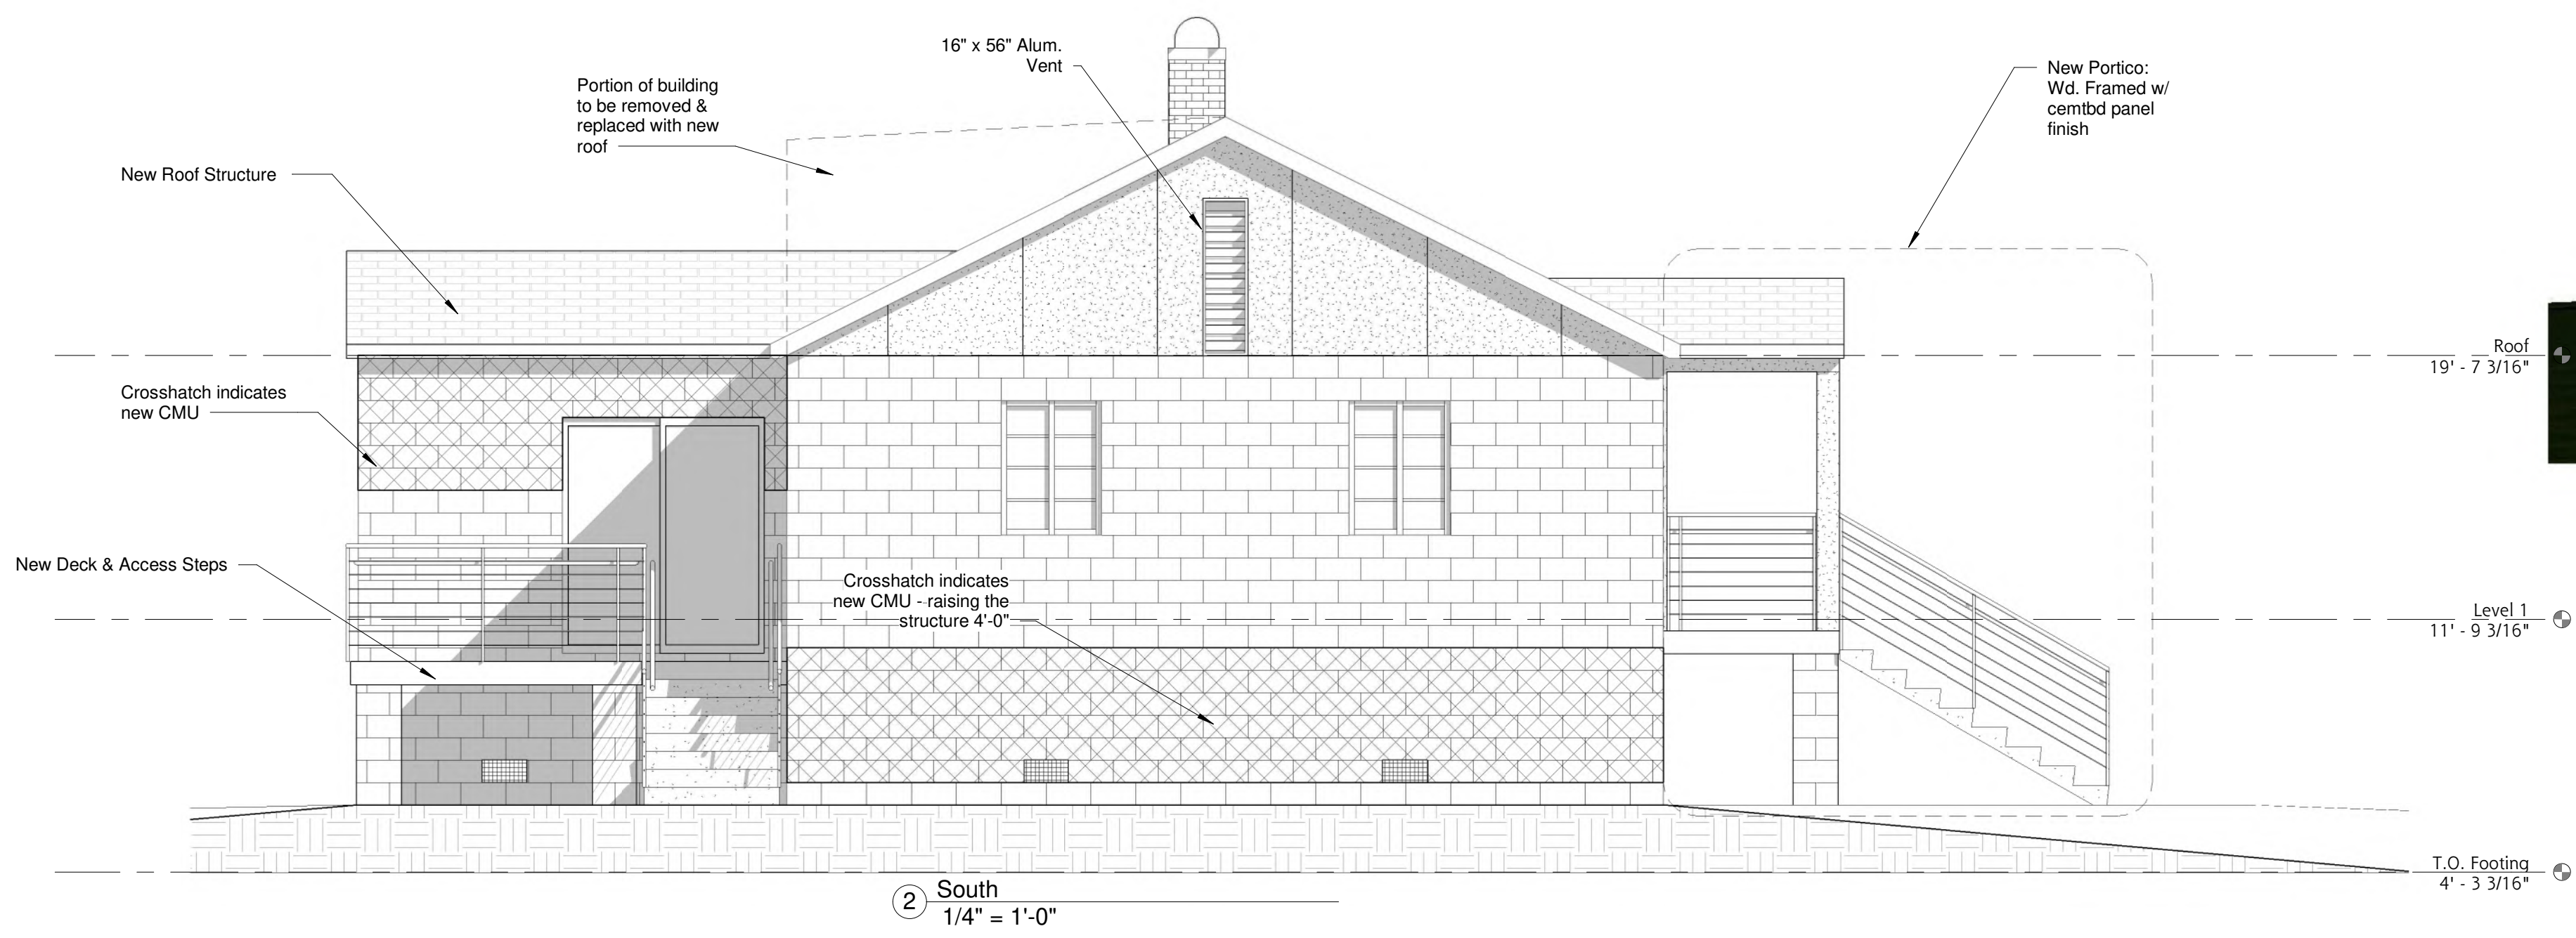 16" x 56" Alum.
Vent
New Portico:
Wd. Framed w/
cemtbd panel
finish
Portion of building
to be removed &
replaced with new
roof
New Roof Structure
Roof
19' - 7 3/16"
Crosshatch indicates
new CMU
New Deck & Access Steps
Crosshatch indicates
new CMU - raising the
structure 4'-0"
Level 1
11' - 9 3/16"
T.O. Footing
4' - 3 3/16"
2
South
1/4" = 1'-0"